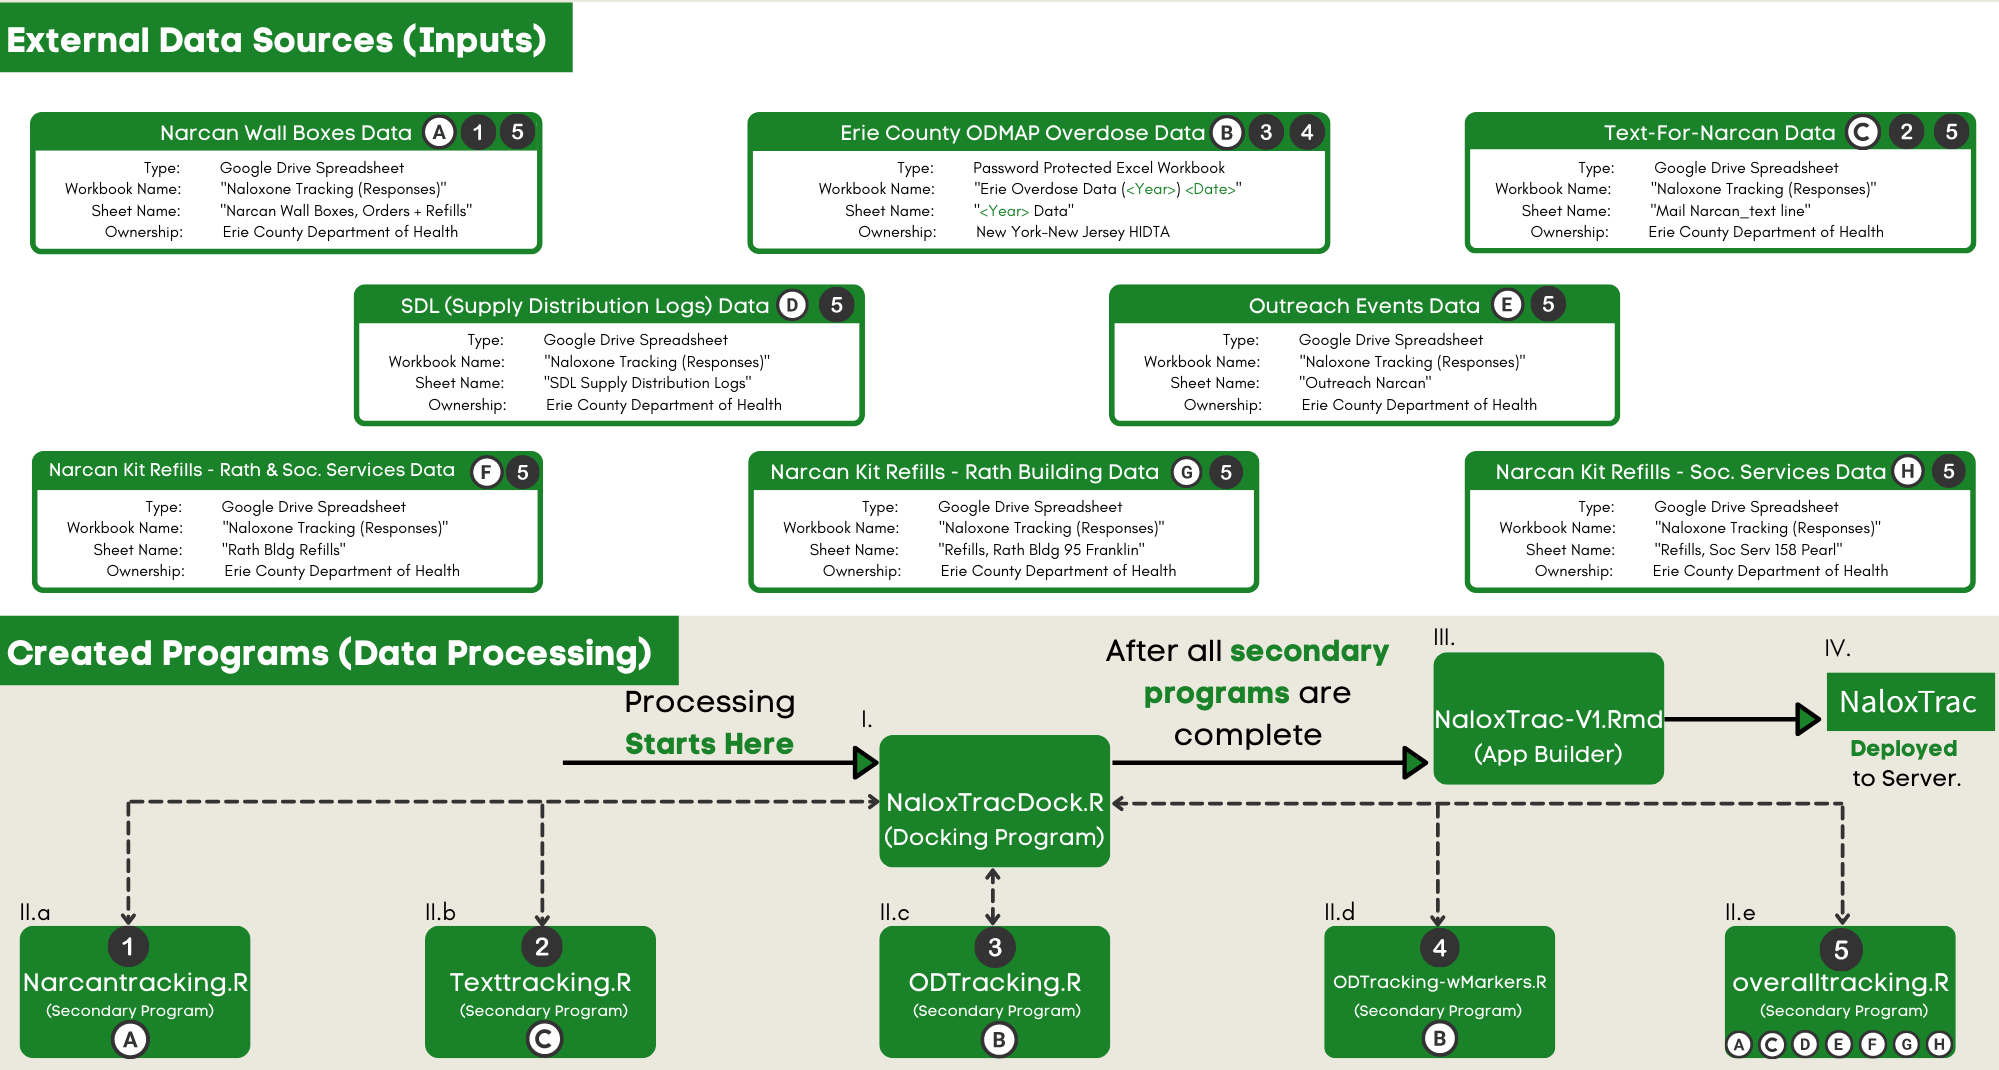 External Data Sources (Inputs)
Narcan Wall Boxes Data A 1 5
Type: Google Drive Spreadsheet
Workbook Name: "Naloxone Tracking (Responses)"
Sheet Name: "Narcan Wall Boxes, Orders + Refills"
Ownership: Erie County Department of Health
Erie County ODMAP Overdose Data B 3 4
Type: Password Protected Excel Workbook
Workbook Name: "Erie Overdose Data (<Year>) <Date>"
Sheet Name: "<Year> Data"
Ownership: New York-New Jersey HIDTA
Text-For-Narcan Data C 2 5
Type: Google Drive Spreadsheet
Workbook Name: "Naloxone Tracking (Responses)"
Sheet Name: "Mail Narcan_text line"
Ownership: Erie County Department of Health
SDL (Supply Distribution Logs) Data D 5
Type: Google Drive Spreadsheet
Workbook Name: "Naloxone Tracking (Responses)"
Sheet Name: "SDL Supply Distribution Logs"
Ownership: Erie County Department of Health
Outreach Events Data E 5
Type: Google Drive Spreadsheet
Workbook Name: "Naloxone Tracking (Responses)"
Sheet Name: "Outreach Narcan"
Ownership: Erie County Department of Health
Narcan Kit Refills - Rath & Soc. Services Data F 5
Type: Google Drive Spreadsheet
Workbook Name: "Naloxone Tracking (Responses)"
Sheet Name: "Rath Bldg Refills"
Ownership: Erie County Department of Health
Narcan Kit Refills - Rath Building Data G 5
Type: Google Drive Spreadsheet
Workbook Name: "Naloxone Tracking (Responses)"
Sheet Name: "Refills, Rath Bldg 95 Franklin"
Ownership: Erie County Department of Health
Narcan Kit Refills - Soc. Services Data H 5
Type: Google Drive Spreadsheet
Workbook Name: "Naloxone Tracking (Responses)"
Sheet Name: "Refills, Soc Serv 158 Pearl"
Ownership: Erie County Department of Health
Created Programs (Data Processing)
Processing
Starts Here
I.
NaloxTracDock.R
(Docking Program)
After all secondary
programs are
complete
III.
NaloxTrac-V1.Rmd
(App Builder)
IV.
NaloxTrac
Deployed
to Server.
II.a
1
Narcantracking.R
(Secondary Program)
A
II.b
2
Texttracking.R
(Secondary Program)
C
II.c
3
ODTracking.R
(Secondary Program)
B
II.d
4
ODTracking-wMarkers.R
(Secondary Program)
B
II.e
5
overalltracking.R
(Secondary Program)
A C D E F G H